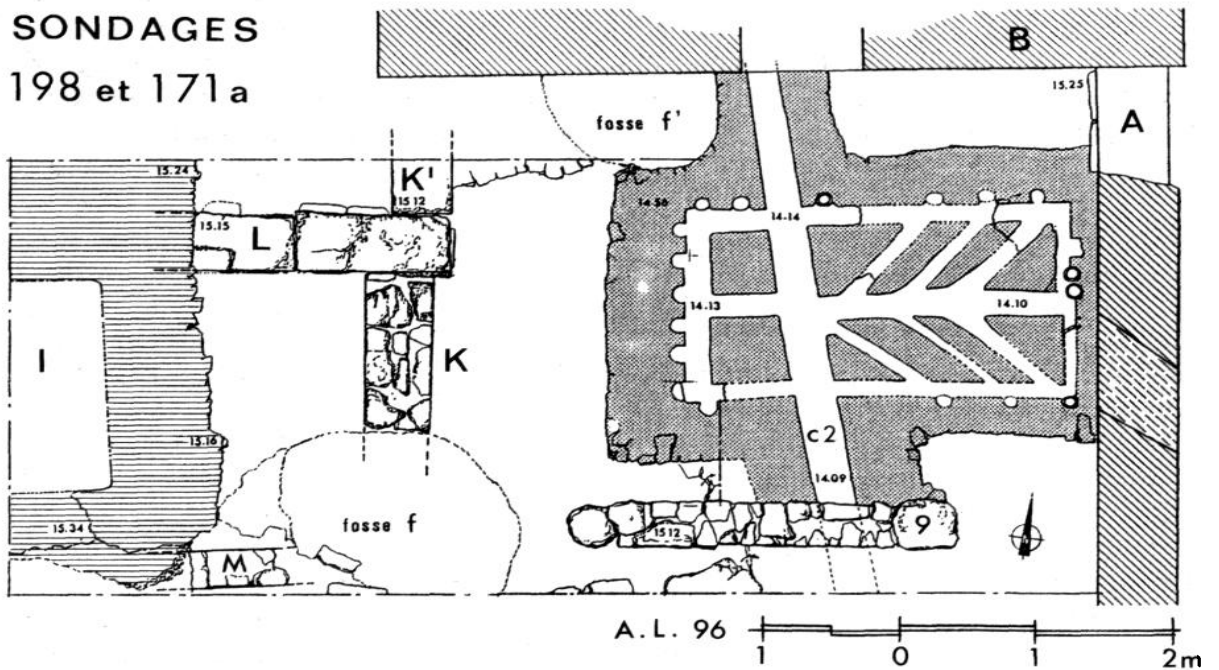 SONDAGES
198 et 171a
B
fosse f'
15.25
A
15.24
K'
15 12
14.56
14.14
15.15
L
14.13
14.10
I
K
15.16
c2
14.09
15.34
fosse f
15 12
9
M
A.L. 96
1 0 1 2m